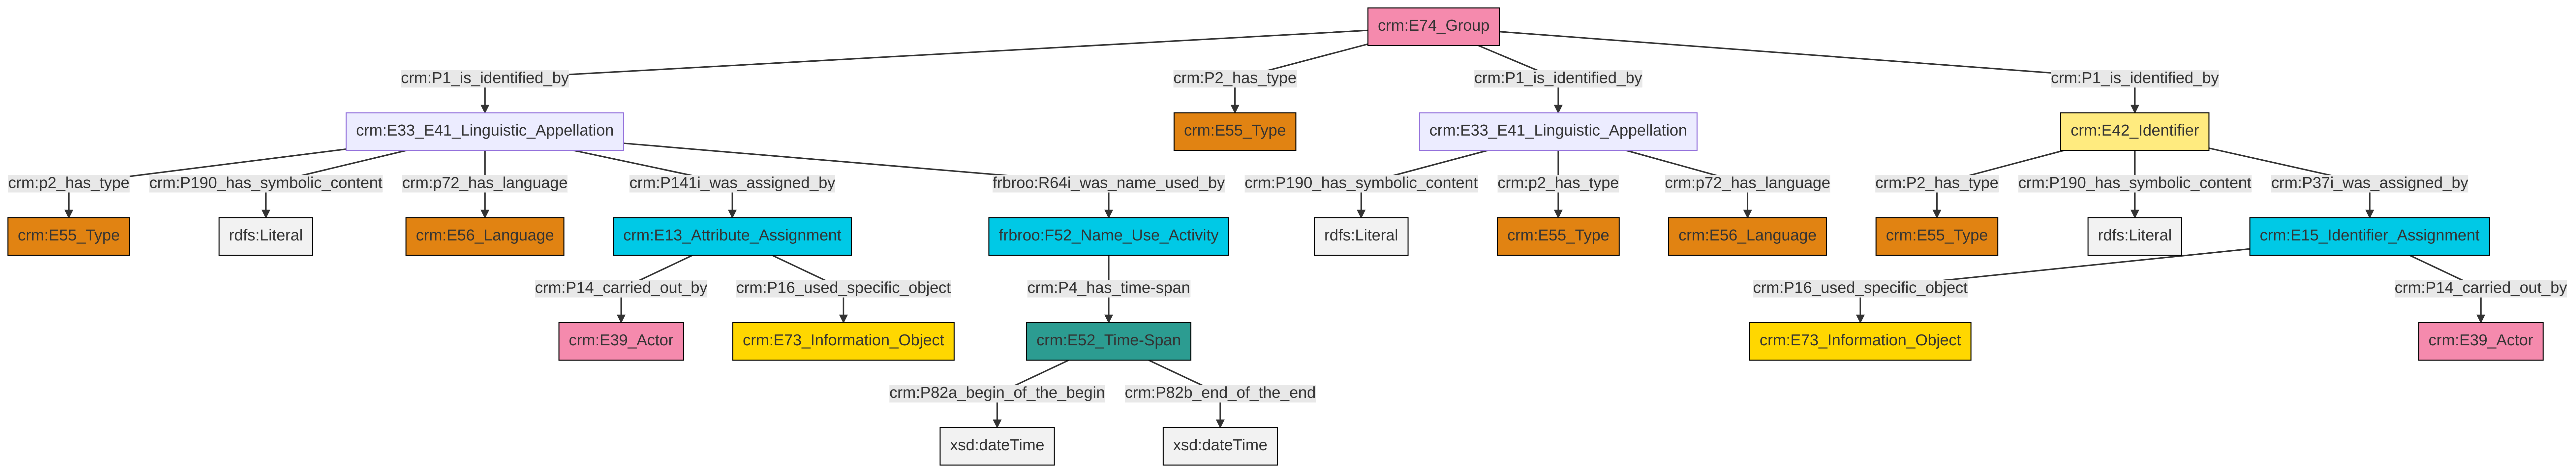 crm:E74_Group
crm:P1_is_identified_by
crm:P2_has_type
crm:P1_is_identified_by
crm:P1_is_identified_by
crm:E33_E41_Linguistic_Appellation
crm:E55_Type
crm:E33_E41_Linguistic_Appellation
crm:E42_Identifier
crm:p2_has_type
crm:P190_has_symbolic_content
crm:p72_has_language
crm:P141i_was_assigned_by
frbroo:R64i_was_name_used_by
crm:P190_has_symbolic_content
crm:p2_has_type
crm:p72_has_language
crm:P2_has_type
crm:P190_has_symbolic_content
crm:P37i_was_assigned_by
crm:E55_Type
rdfs:Literal
crm:E56_Language
crm:E13_Attribute_Assignment
frbroo:F52_Name_Use_Activity
rdfs:Literal
crm:E55_Type
crm:E56_Language
crm:E55_Type
rdfs:Literal
crm:E15_Identifier_Assignment
crm:P14_carried_out_by
crm:P16_used_specific_object
crm:P4_has_time-span
crm:P16_used_specific_object
crm:P14_carried_out_by
crm:E39_Actor
crm:E73_Information_Object
crm:E52_Time-Span
crm:E73_Information_Object
crm:E39_Actor
crm:P82a_begin_of_the_begin
crm:P82b_end_of_the_end
xsd:dateTime
xsd:dateTime